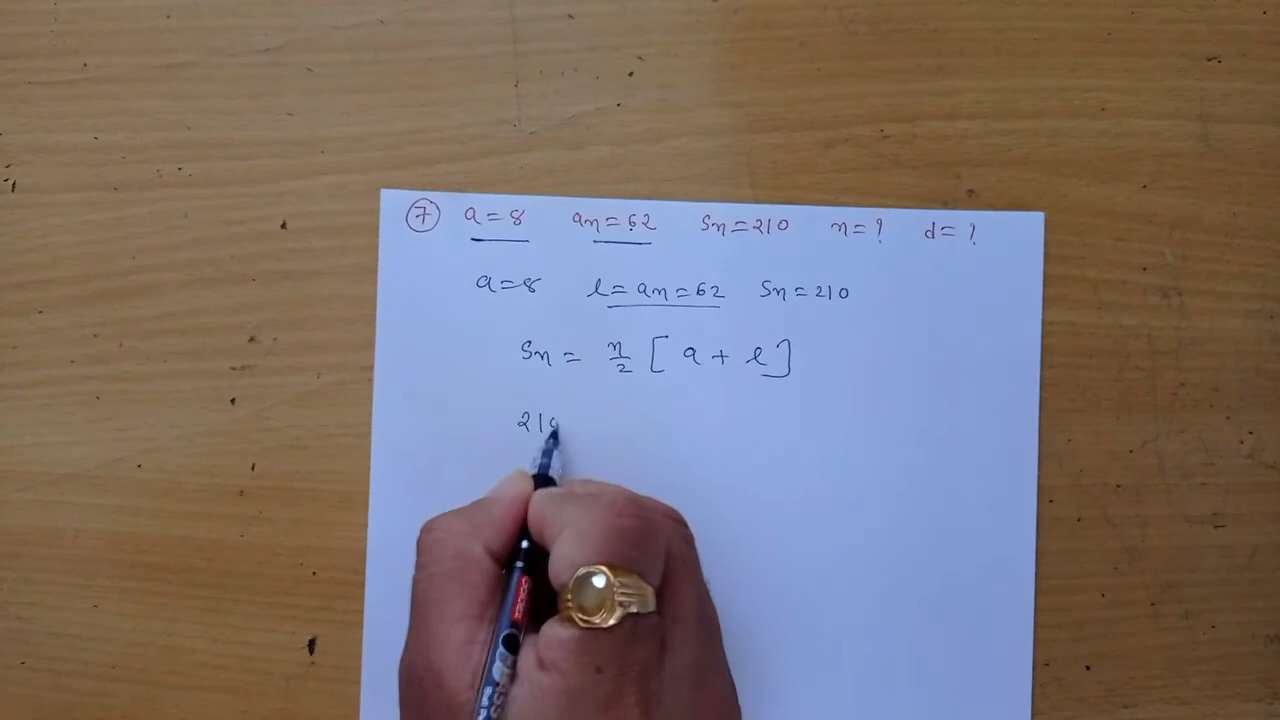 7 a=8 an=62 Sn=210 n=? d=?
a=8 l=an=62 Sn=210
Sn = n/2 [a+l]
210